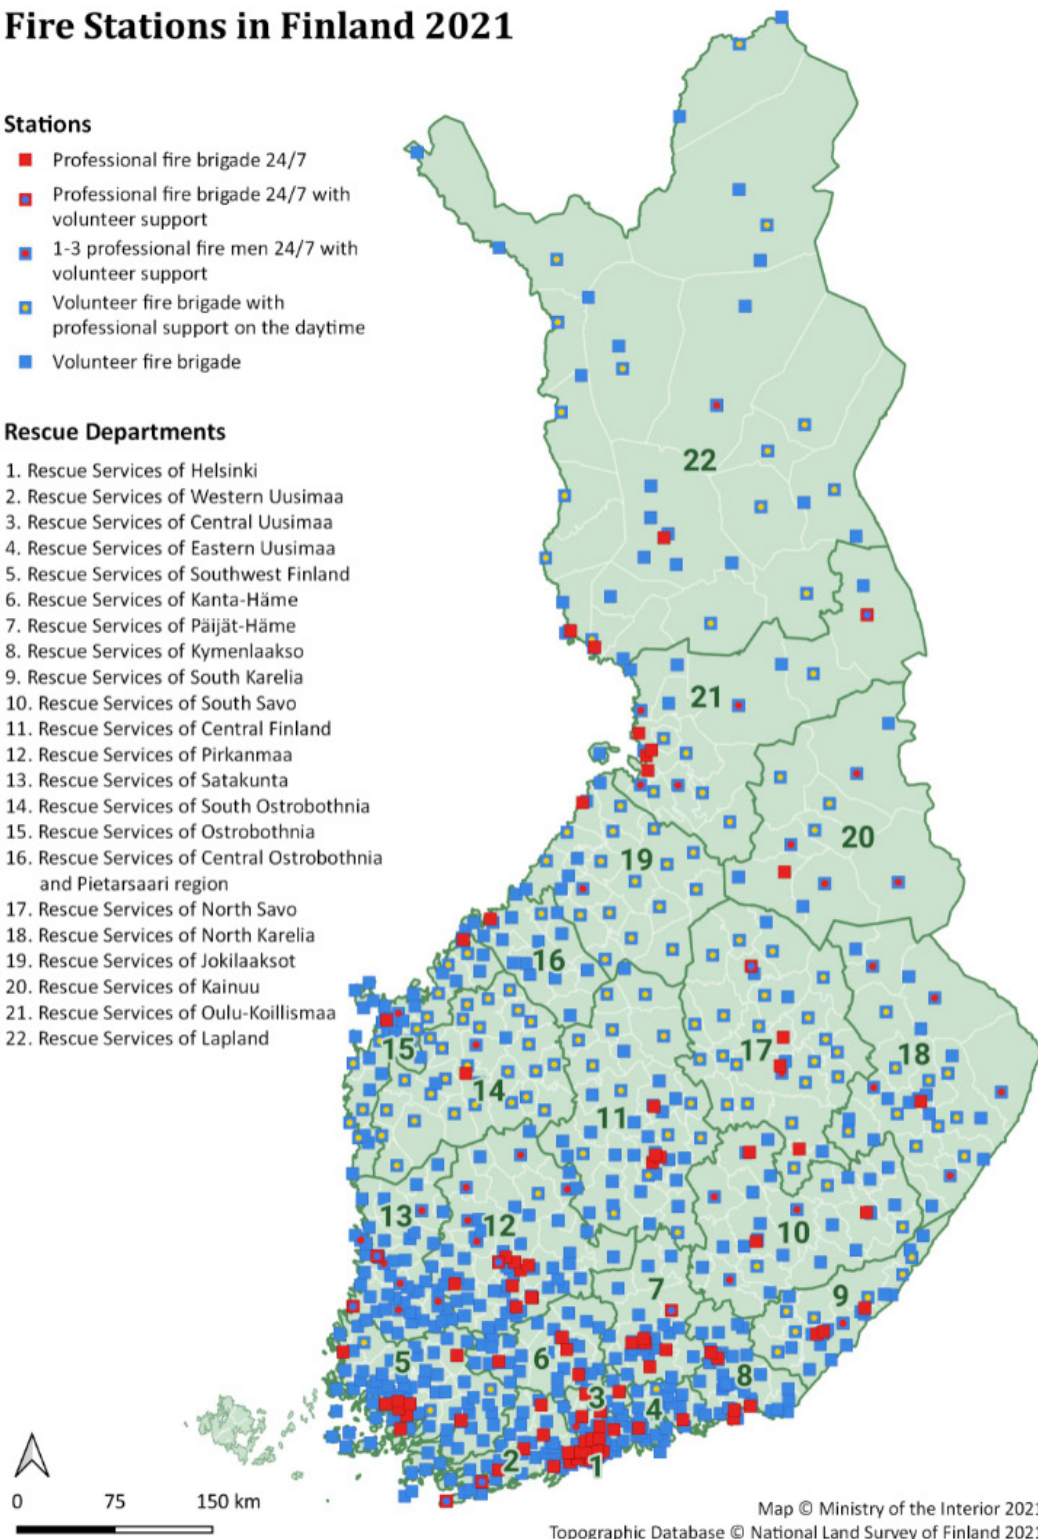 Fire Stations in Finland 2021
Stations
Professional fire brigade 24/7
Professional fire brigade 24/7 with
volunteer support
1-3 professional fire men 24/7 with
volunteer support
Volunteer fire brigade with
professional support on the daytime
Volunteer fire brigade
Rescue Departments
1. Rescue Services of Helsinki
2. Rescue Services of Western Uusimaa
3. Rescue Services of Central Uusimaa
4. Rescue Services of Eastern Uusimaa
5. Rescue Services of Southwest Finland
6. Rescue Services of Kanta-Häme
7. Rescue Services of Päijät-Häme
8. Rescue Services of Kymenlaakso
9. Rescue Services of South Karelia
10. Rescue Services of South Savo
11. Rescue Services of Central Finland
12. Rescue Services of Pirkanmaa
13. Rescue Services of Satakunta
14. Rescue Services of South Ostrobothnia
15. Rescue Services of Ostrobothnia
16. Rescue Services of Central Ostrobothnia
and Pietarsaari region
17. Rescue Services of North Savo
18. Rescue Services of North Karelia
19. Rescue Services of Jokilaaksot
20. Rescue Services of Kainuu
21. Rescue Services of Oulu-Koillismaa
22. Rescue Services of Lapland
22
21
20
19
16
15
17
18
14
11
13
12
10
7
9
5
6
8
3
4
2
1
0 75 150 km
Map © Ministry of the Interior 2021
Topographic Database © National Land Survey of Finland 2021